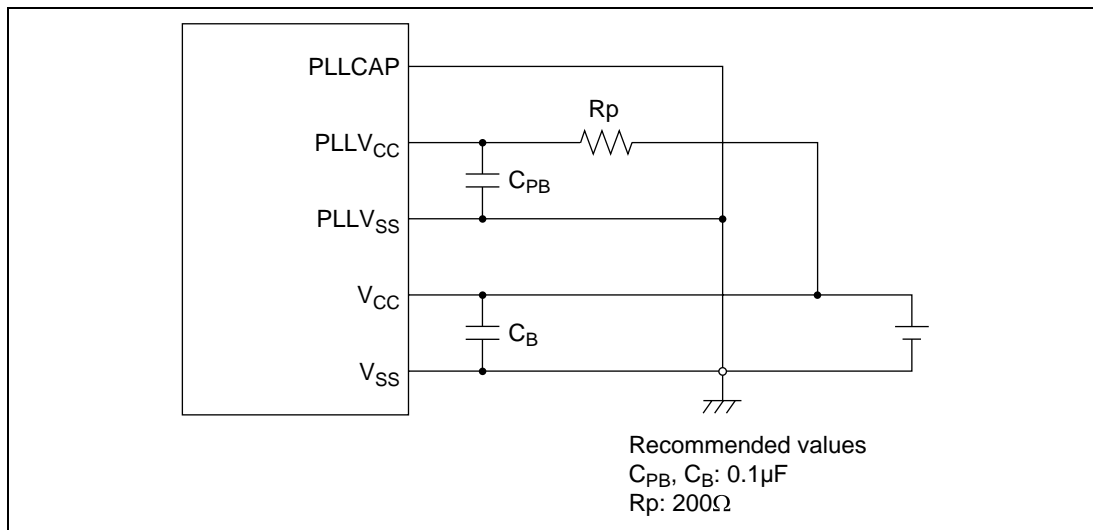 PLLCAP
Rp
PLLVCC
CPB
PLLVSS
VCC
CB
VSS
Recommended values
CPB, CB: 0.1µF
Rp: 200Ω